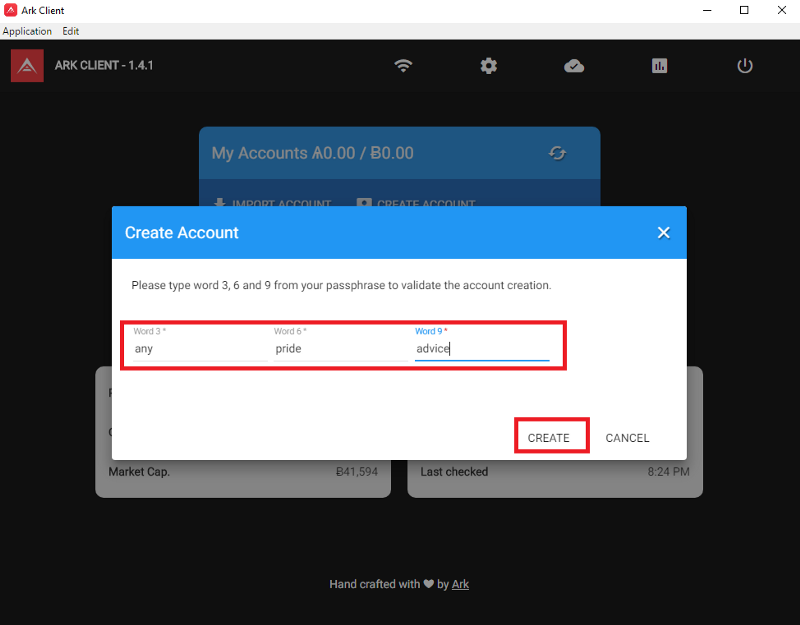 Ark Client
Application Edit
ARK CLIENT - 1.4.1
My Accounts Ѧ0.00 / Ƀ0.00
IMPORT ACCOUNT CREATE ACCOUNT
Create Account
Please type word 3, 6 and 9 from your passphrase to validate the account creation.
Word 3 * Word 6 * Word 9 *
any pride advice
CREATE CANCEL
Market Cap. Ƀ41,594 Last checked 8:24 PM
Hand crafted with ❤ by Ark